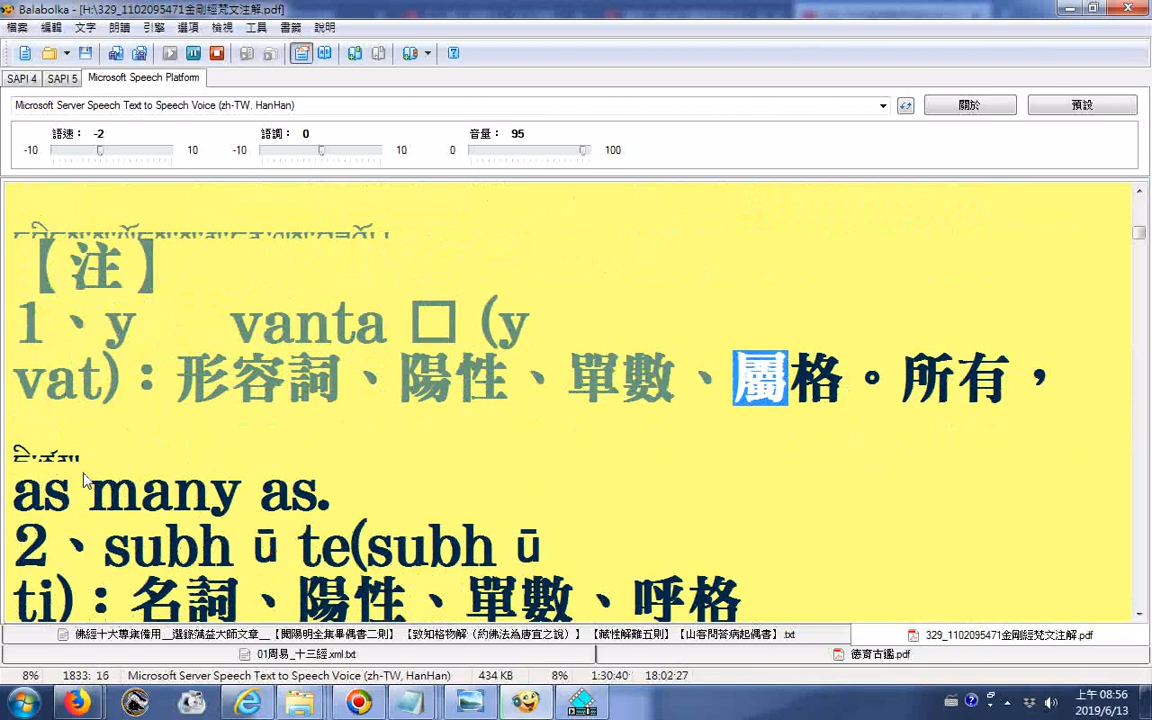 Balabolka - [H:\329_1102095471金剛經梵文注解.pdf]
檔案 編輯 文字 朗讀 引擎 選項 檢視 工具 書籤 說明
SAPI 4 SAPI 5 Microsoft Speech Platform
Microsoft Server Speech Text to Speech Voice (zh-TW, HanHan) 關於 預設
語速： -2 語調： 0 音量： 95
-10 10 -10 10 0 100
【注】
1、y vanta □ (y
vat)：形容詞、陽性、單數、屬格。所有，
as many as.
2、subh ū te(subh ū
ti)：名詞、陽性、單數、呼格
佛經十大專集備用__選錄蕅益大師文章__【閱陽明全集畢偶書二則】 【致知格物解（約佛法為唐宜之說）】 【藏性解難五則】 【山客問答病起偶書】.txt 329_1102095471金剛經梵文注解.pdf
01周易_十三經.xml.txt 德育古鑑.pdf
8% 1833: 16 Microsoft Server Speech Text to Speech Voice (zh-TW, HanHan) 434 KB 8% 1:30:40 18:02:27
上午 08:56
2019/6/13